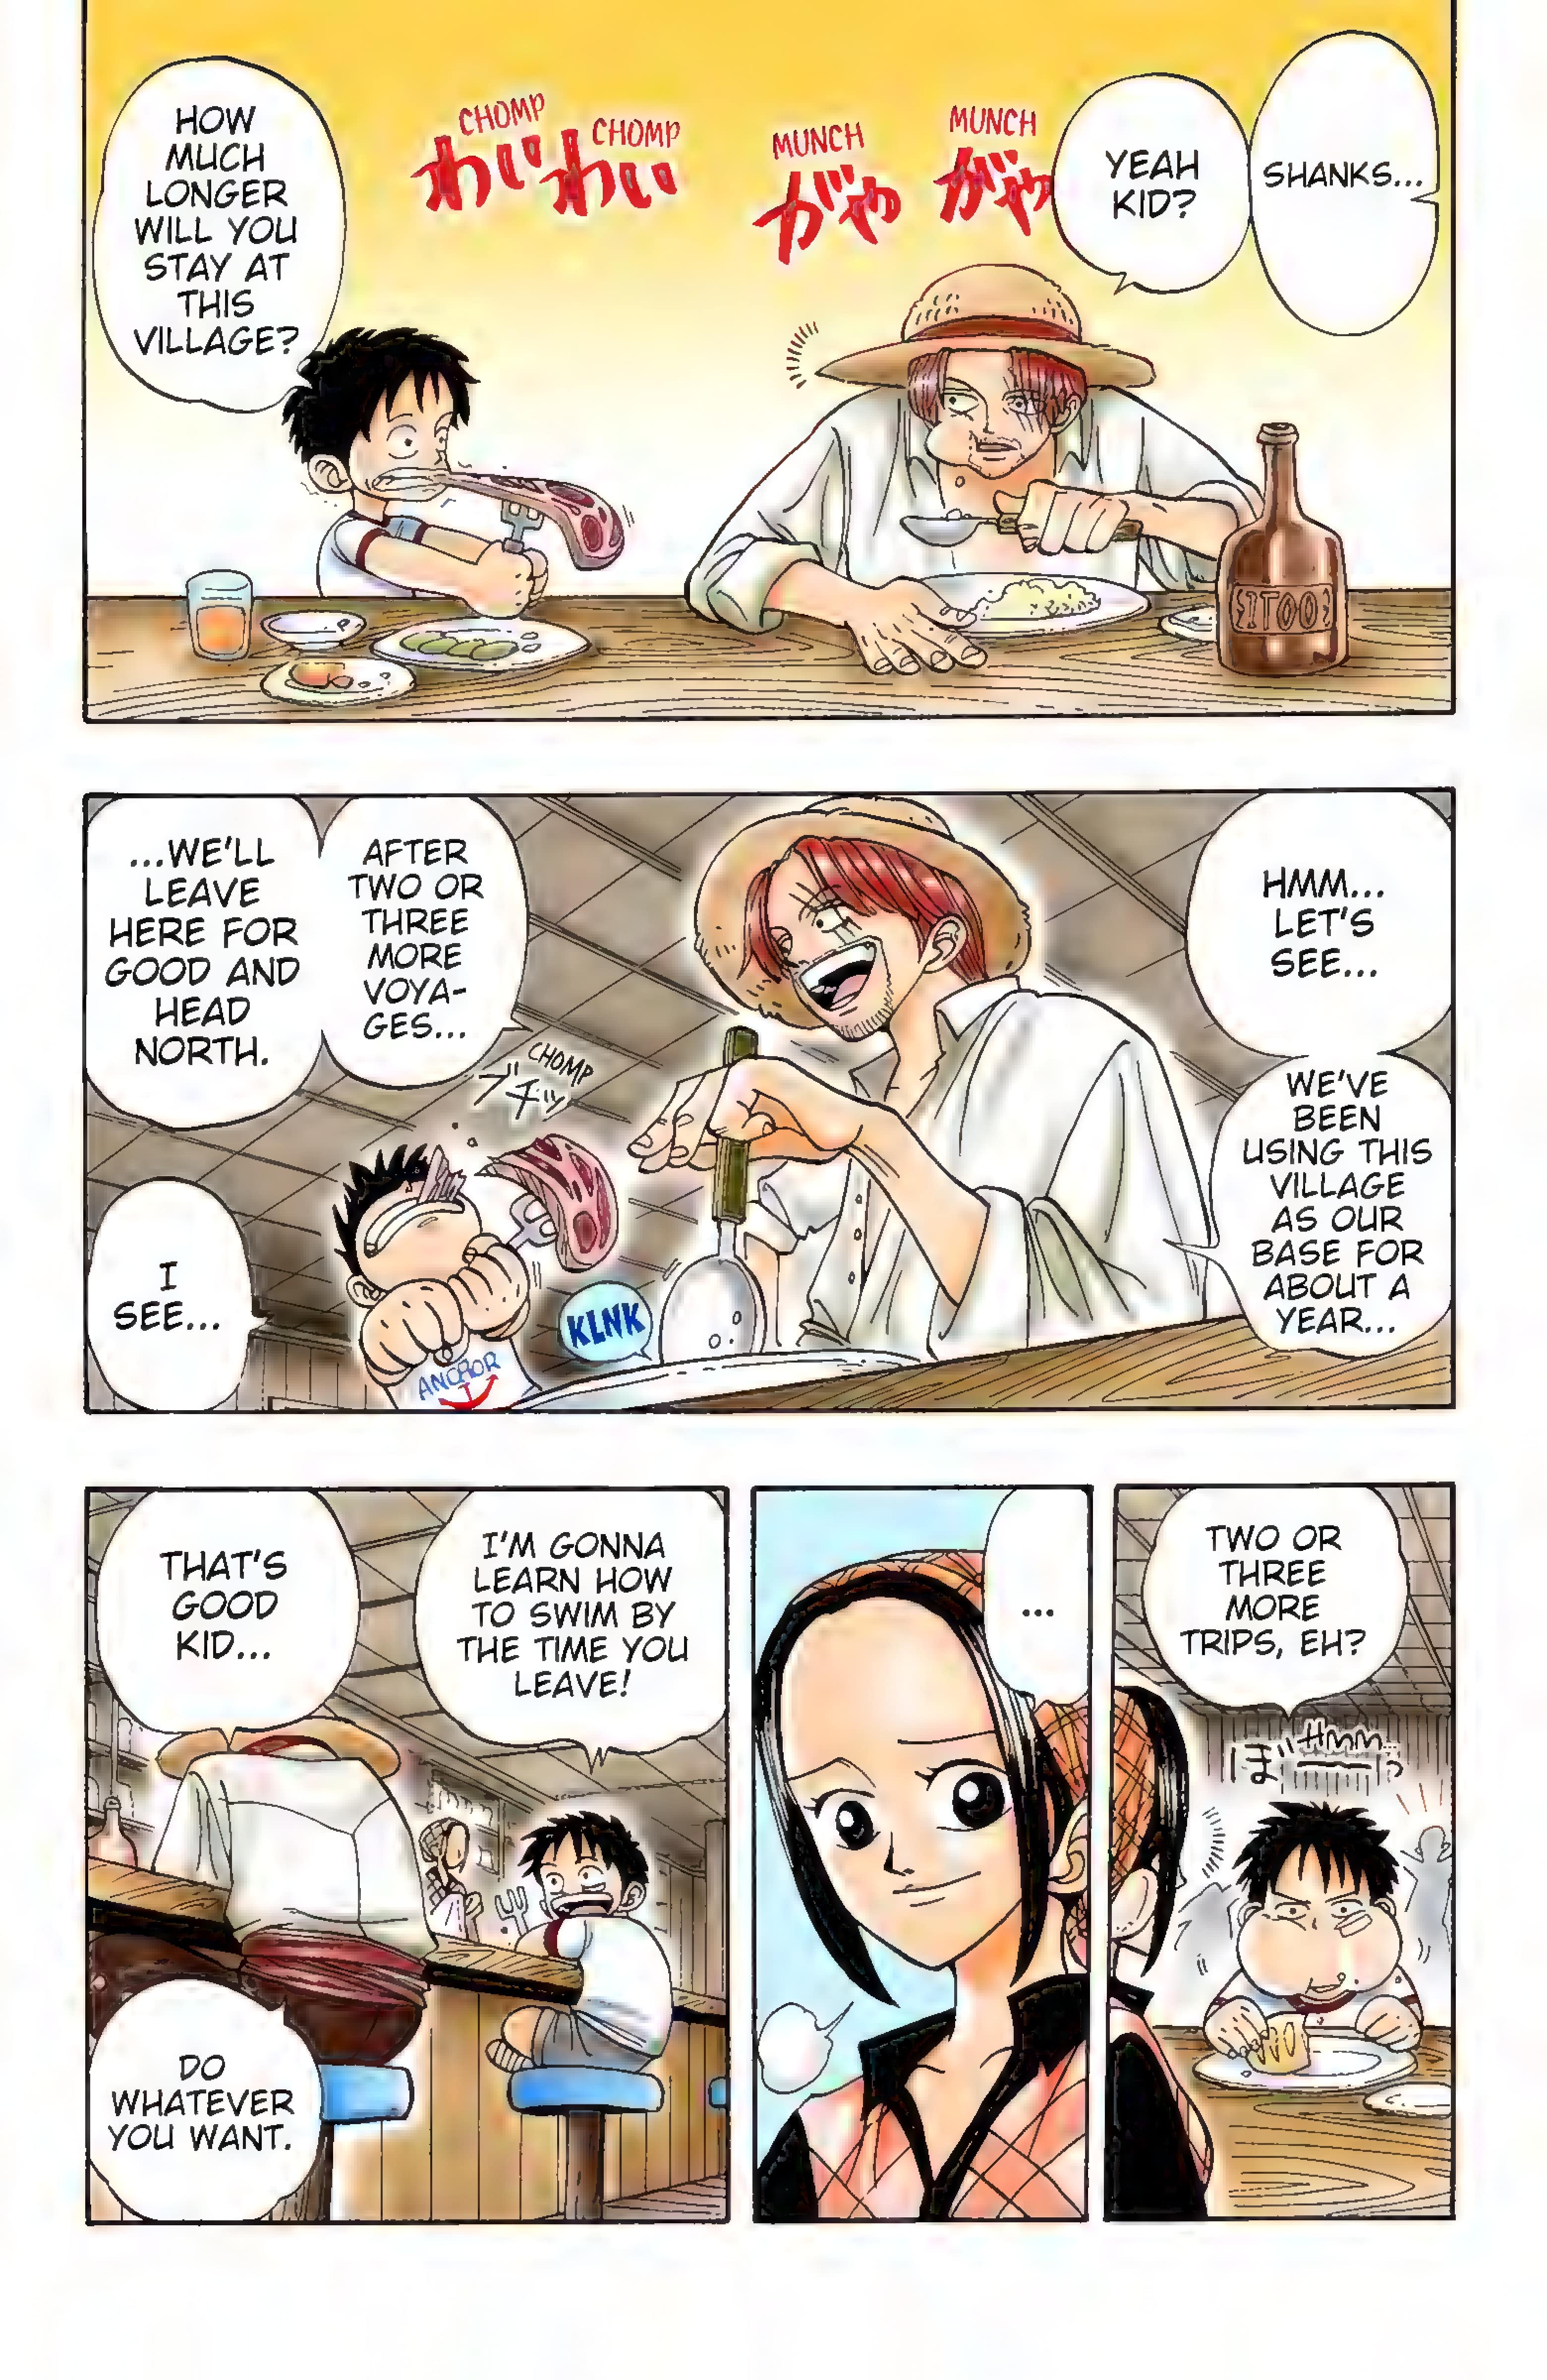 SHANKS...
YEAH
KID?
MUNCH
がや
MUNCH
がや
CHOMP
わい
CHOMP
わい
HOW
MUCH
LONGER
WILL YOU
STAY AT
THIS
VILLAGE?
HMM...
LET'S
SEE...
WE'VE
BEEN
USING THIS
VILLAGE
AS OUR
BASE FOR
ABOUT A
YEAR...
AFTER
TWO OR
THREE
MORE
VOYA-
GES...
...WE'LL
LEAVE
HERE FOR
GOOD AND
HEAD
NORTH.
CHOMP
ブチッ
KLNK
ANCHOR
I
SEE...
TWO OR
THREE
MORE
TRIPS, EH?
HMM...
ぼーっ
...
I'M GONNA
LEARN HOW
TO SWIM BY
THE TIME YOU
LEAVE!
THAT'S
GOOD
KID...
DO
WHATEVER
YOU WANT.